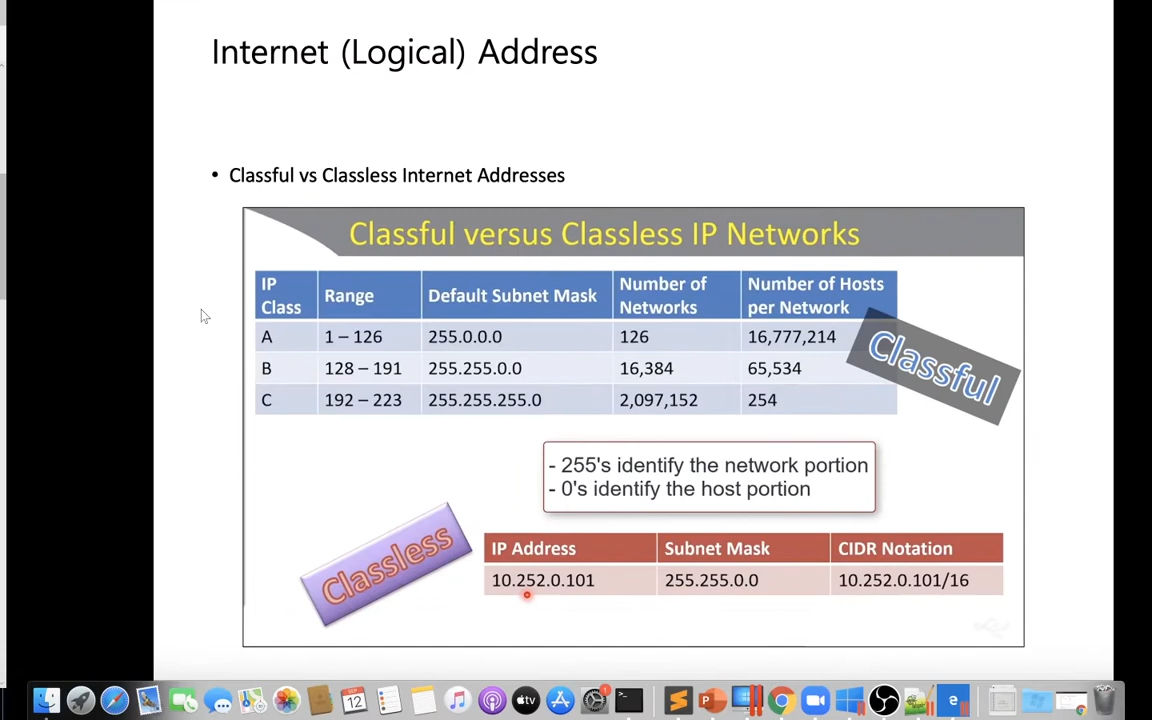 Internet (Logical) Address
• Classful vs Classless Internet Addresses
Classful versus Classless IP Networks
IP Class Range Default Subnet Mask Number of Networks Number of Hosts per Network
A 1 – 126 255.0.0.0 126 16,777,214
B 128 – 191 255.255.0.0 16,384 65,534
C 192 – 223 255.255.255.0 2,097,152 254
Classful
- 255's identify the network portion
- 0's identify the host portion
Classless
IP Address Subnet Mask CIDR Notation
10.252.0.101 255.255.0.0 10.252.0.101/16
12
tv
1
e